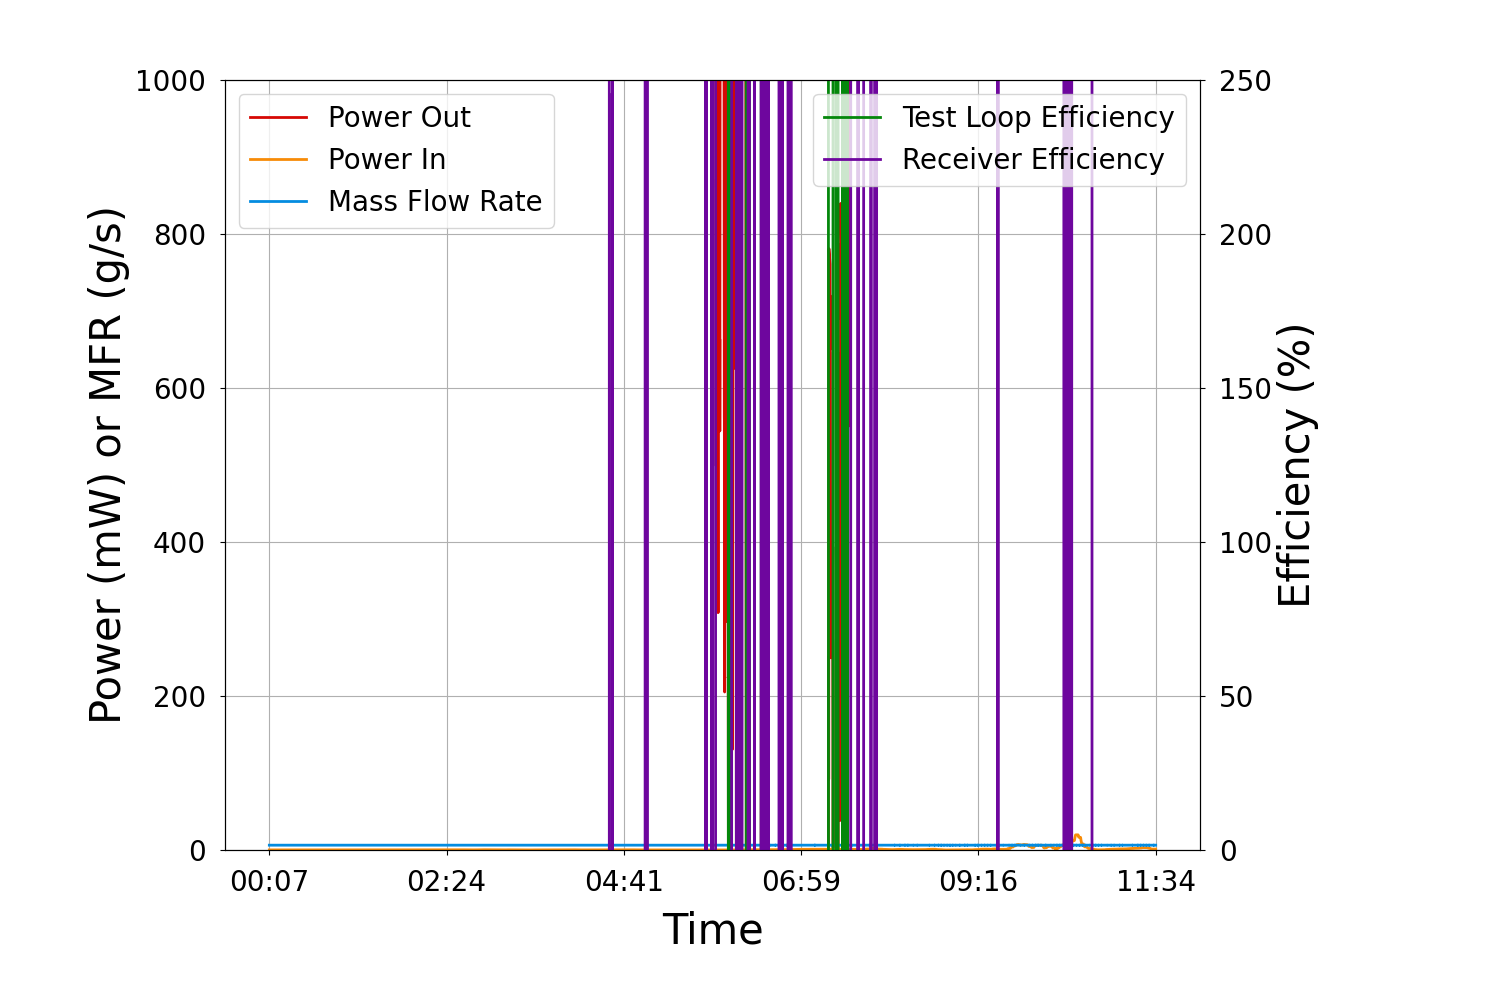 1000
800
600
400
200
0
Power (mW) or MFR (g/s)
Power Out
Power In
Mass Flow Rate
Test Loop Efficiency
Receiver Efficiency
250
200
150
100
50
0
Efficiency (%)
00:07 02:24 04:41 06:59 09:16 11:34
Time